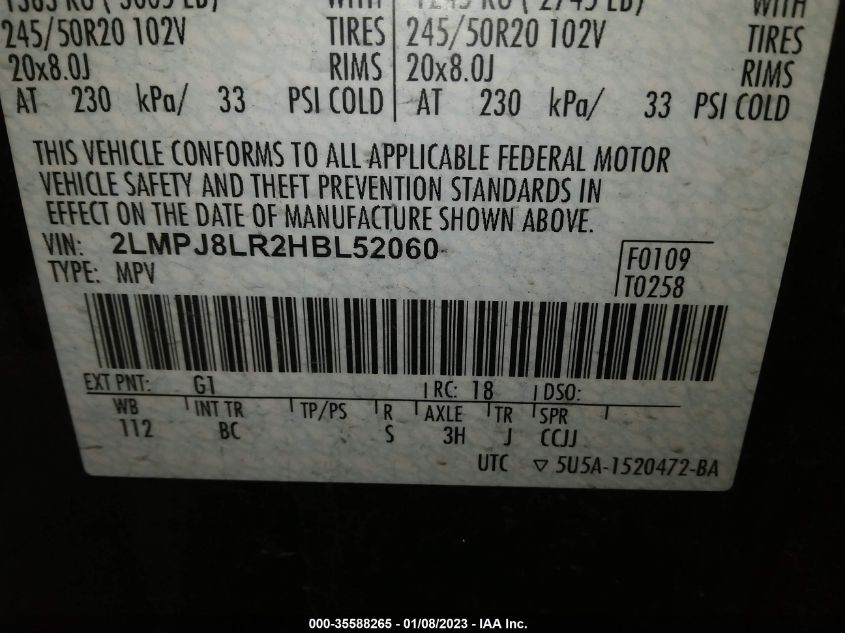 245/50R20 102V TIRES 245/50R20 102V TIRES
20x8.0J RIMS 20x8.0J RIMS
AT 230 kPa/ 33 PSI COLD AT 230 kPa/ 33 PSI COLD
THIS VEHICLE CONFORMS TO ALL APPLICABLE FEDERAL MOTOR
VEHICLE SAFETY AND THEFT PREVENTION STANDARDS IN
EFFECT ON THE DATE OF MANUFACTURE SHOWN ABOVE.
VIN: 2LMPJ8LR2HBL52060
TYPE: MPV
F0109
T0258
EXT PNT: G1 RC: 18 DSO:
WB INT TR TP/PS R AXLE TR SPR
112 BC S 3H J CCJJ
UTC ▽ 5U5A-1520472-BA
000-35588265 - 01/08/2023 - IAA Inc.